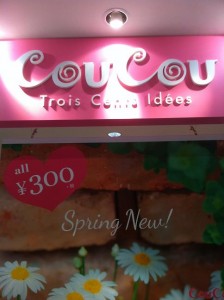 CouCou
Trois Cents Idées
all
¥300
Spring New!